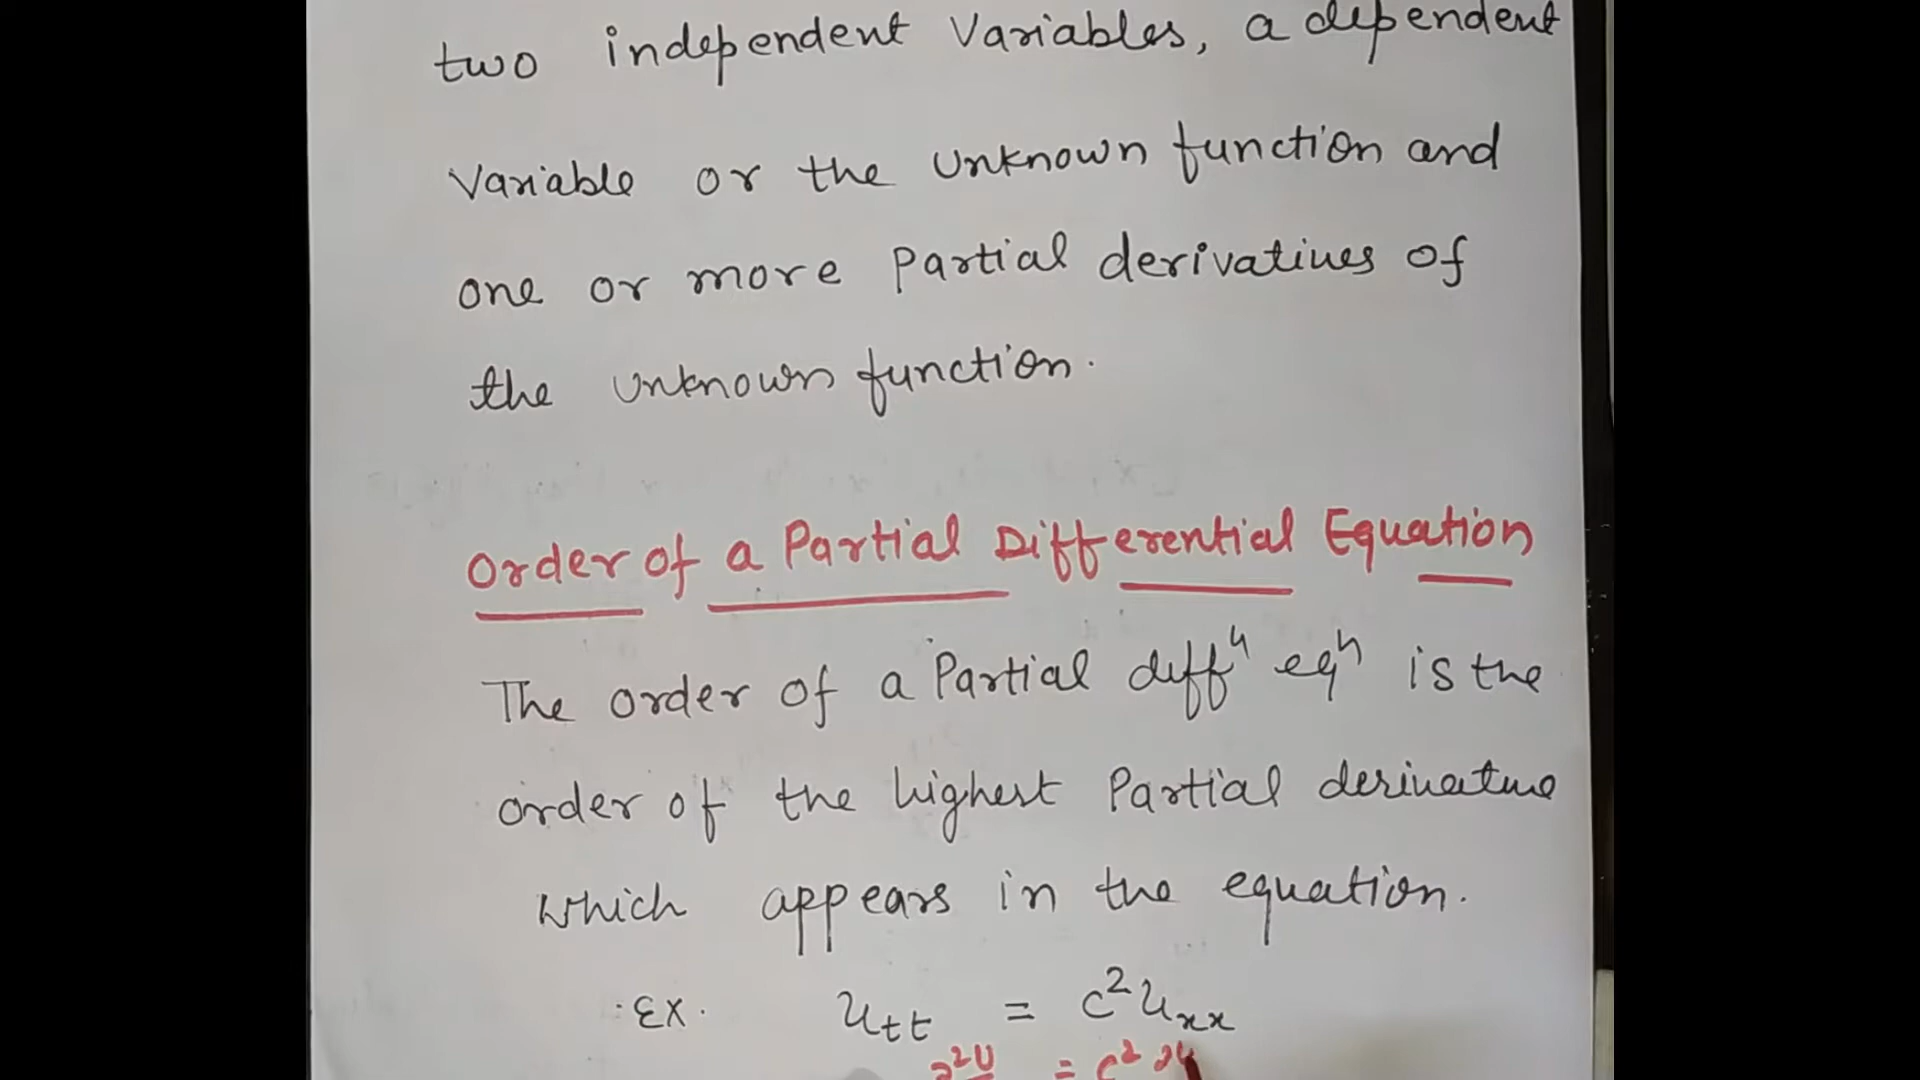 two independent variables, a dependent
variable or the unknown function and
one or more partial derivatives of
the unknown function.
Order of a Partial Differential Equation
The order of a Partial diffⁿ eqⁿ is the
order of the highest Partial derivative
which appears in the equation.
Ex. Utt = c²Uxx
∂²U = c²